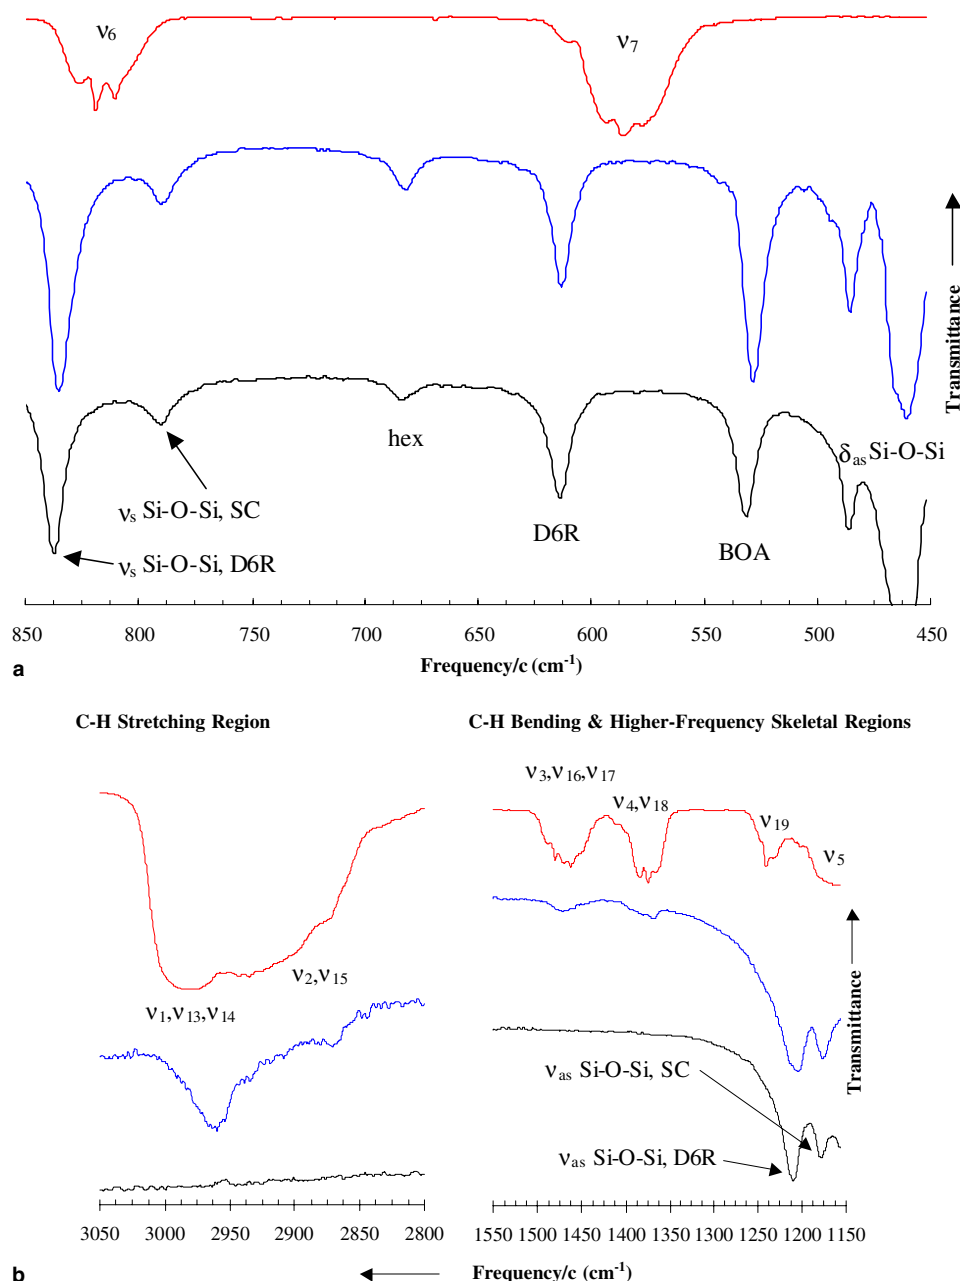 ν6
ν7
Transmittance
hex
δas Si-O-Si
νs Si-O-Si, SC
D6R
BOA
νs Si-O-Si, D6R
850 800 750 700 650 600 550 500 450
Frequency/c (cm-1)
a
C-H Stretching Region
C-H Bending & Higher-Frequency Skeletal Regions
ν3,ν16,ν17
ν4,ν18
ν19
ν5
ν2,ν15
ν1,ν13,ν14
Transmittance
νas Si-O-Si, SC
νas Si-O-Si, D6R
3050 3000 2950 2900 2850 2800
1550 1500 1450 1400 1350 1300 1250 1200 1150
b
Frequency/c (cm-1)